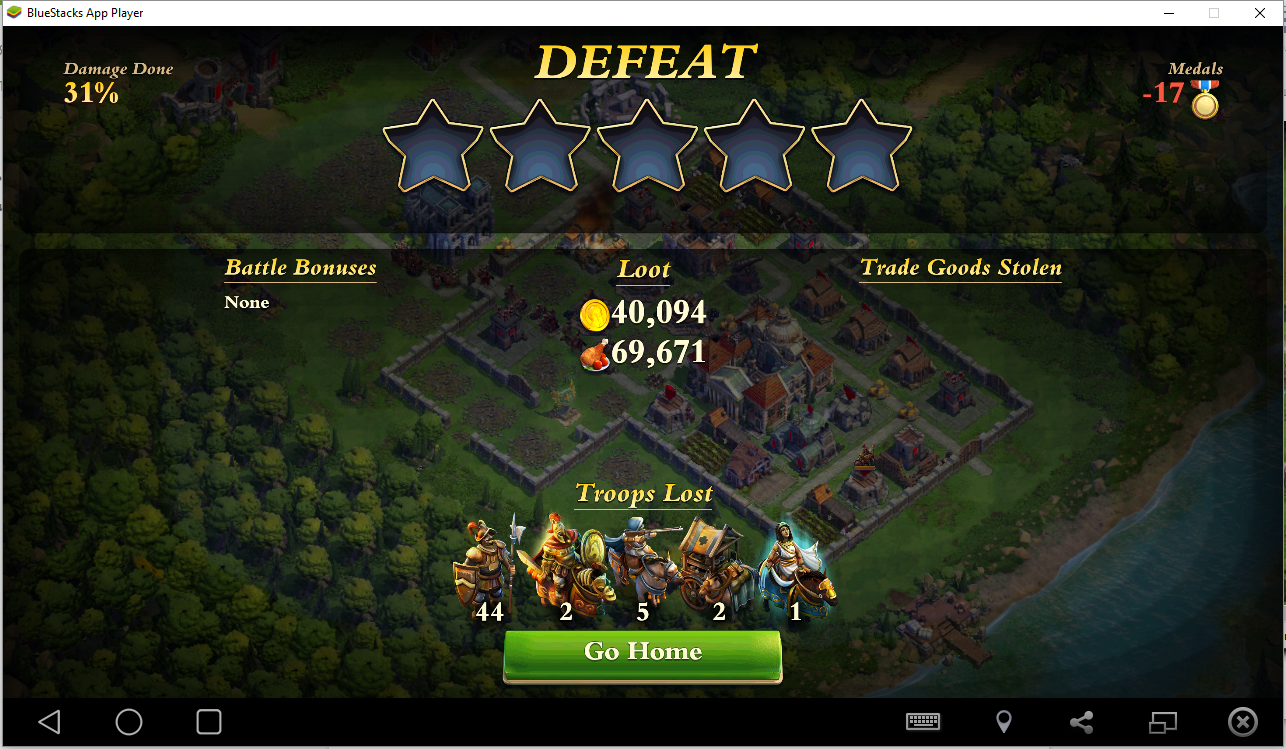 BlueStacks App Player
DEFEAT
Damage Done
31%
Medals
-17
Battle Bonuses
None
Loot
40,094
69,671
Trade Goods Stolen
Troops Lost
44 2 5 2 1
Go Home